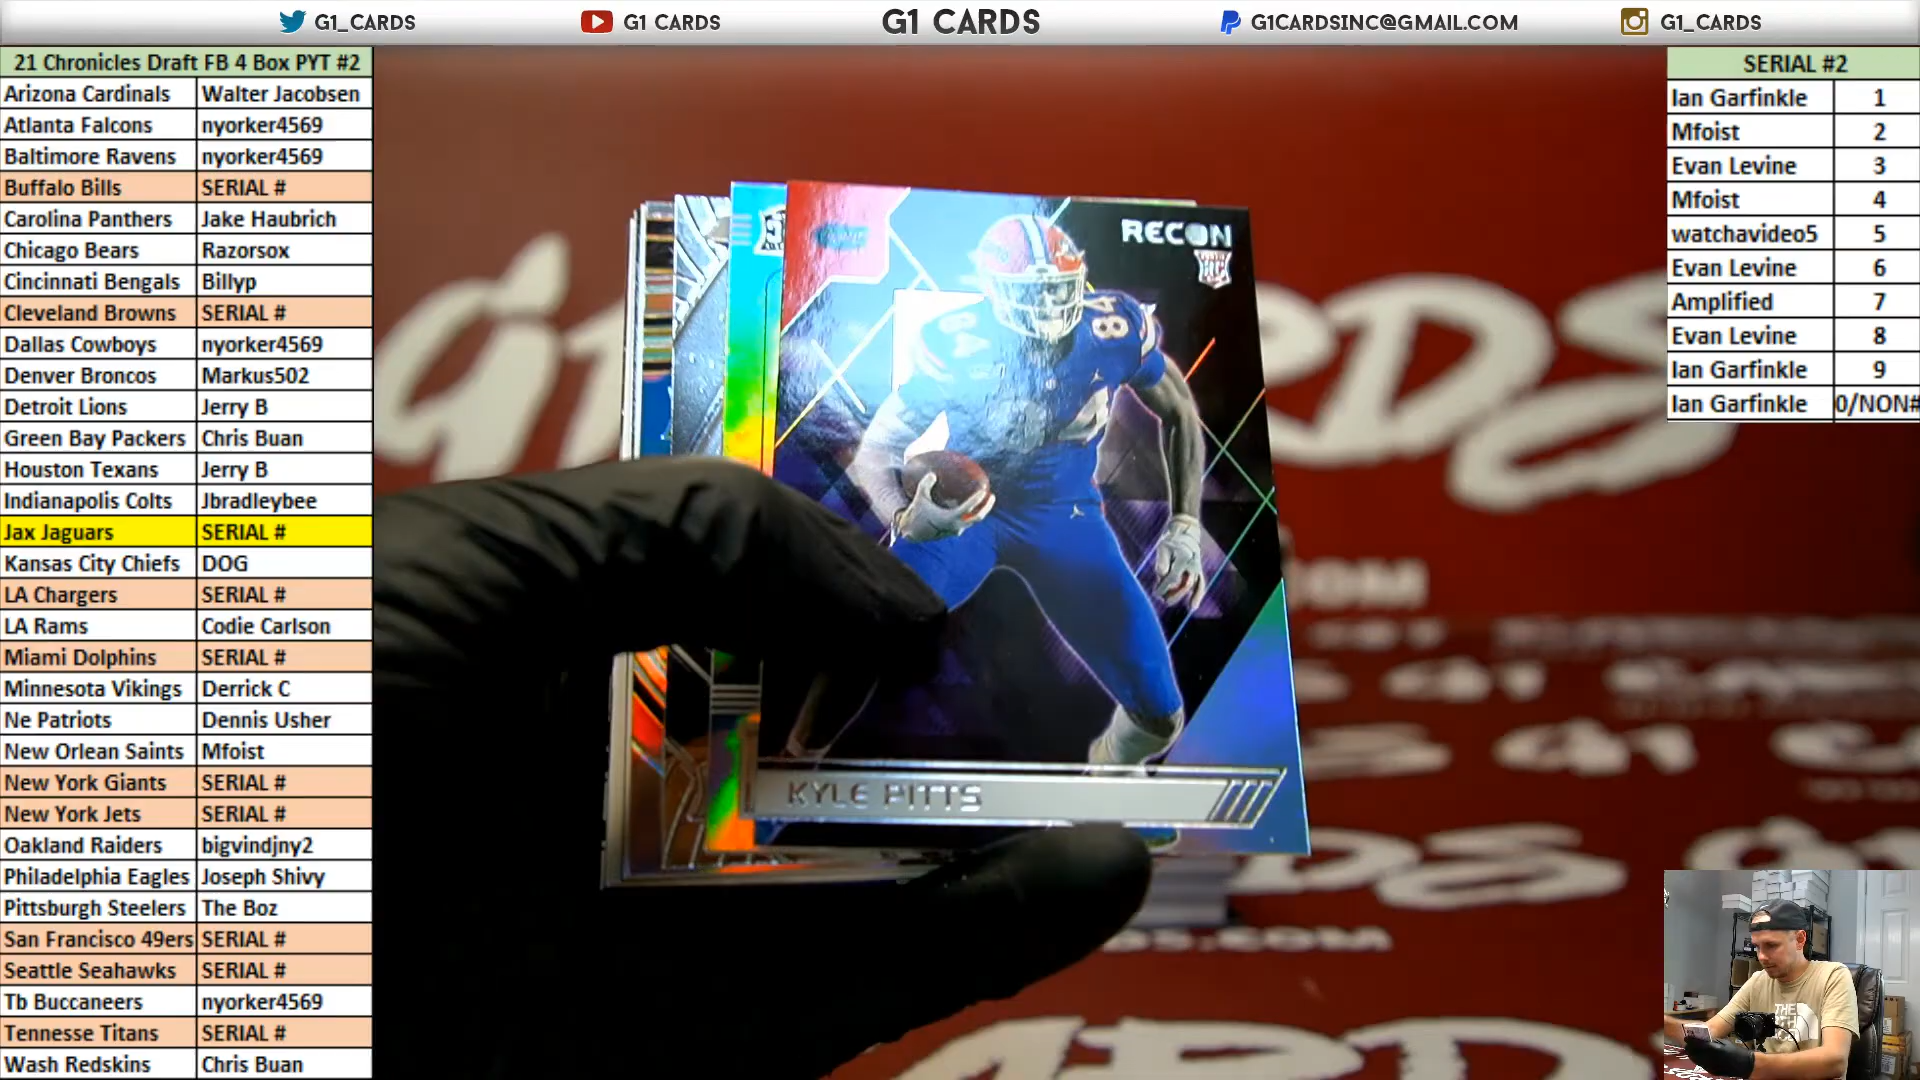 G1_CARDS
G1 CARDS
G1 CARDS
G1CARDSINC@GMAIL.COM
G1_CARDS
21 Chronicles Draft FB 4 Box PYT #2
Arizona Cardinals Walter Jacobsen
Atlanta Falcons nyorker4569
Baltimore Ravens nyorker4569
Buffalo Bills SERIAL #
Carolina Panthers Jake Haubrich
Chicago Bears Razorsox
Cincinnati Bengals Billyp
Cleveland Browns SERIAL #
Dallas Cowboys nyorker4569
Denver Broncos Markus502
Detroit Lions Jerry B
Green Bay Packers Chris Buan
Houston Texans Jerry B
Indianapolis Colts Jbradleybee
Jax Jaguars SERIAL #
Kansas City Chiefs DOG
LA Chargers SERIAL #
LA Rams Codie Carlson
Miami Dolphins SERIAL #
Minnesota Vikings Derrick C
Ne Patriots Dennis Usher
New Orlean Saints Mfoist
New York Giants SERIAL #
New York Jets SERIAL #
Oakland Raiders bigvindjny2
Philadelphia Eagles Joseph Shivy
Pittsburgh Steelers The Boz
San Francisco 49ers SERIAL #
Seattle Seahawks SERIAL #
Tb Buccaneers nyorker4569
Tennesse Titans SERIAL #
Wash Redskins Chris Buan
SERIAL #2
Ian Garfinkle 1
Mfoist 2
Evan Levine 3
Mfoist 4
watchavideo5 5
Evan Levine 6
Amplified 7
Evan Levine 8
Ian Garfinkle 9
Ian Garfinkle 0/NON#
RECON
RC
84
84
KYLE PITTS